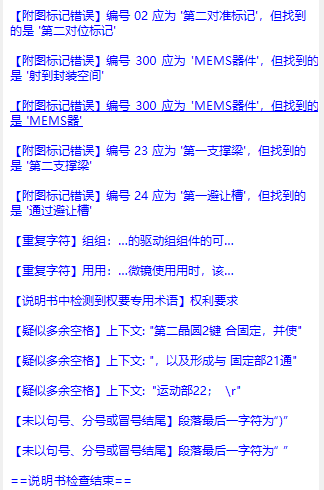 【附图标记错误】编号 02 应为 '第二对准标记'，但找到
的是 '第二对位标记'
【附图标记错误】编号 300 应为 'MEMS器件'，但找到的
是 '射到封装空间'
【附图标记错误】编号 300 应为 'MEMS器件'，但找到的
是 'MEMS器'
【附图标记错误】编号 23 应为 '第一支撑梁'，但找到的
是 '第二支撑梁'
【附图标记错误】编号 24 应为 '第一避让槽'，但找到的
是 '通过避让槽'
【重复字符】组组：...的驱动组组件的可...
【重复字符】用用：...微镜使用用时，该...
【说明书中检测到权要专用术语】权利要求
【疑似多余空格】上下文: "第二晶圆2键 合固定，并使"
【疑似多余空格】上下文: "，以及形成与 固定部21通"
【疑似多余空格】上下文: "运动部22； \r"
【未以句号、分号或冒号结尾】段落最后一字符为“)”
【未以句号、分号或冒号结尾】段落最后一字符为“ ”
==说明书检查结束==